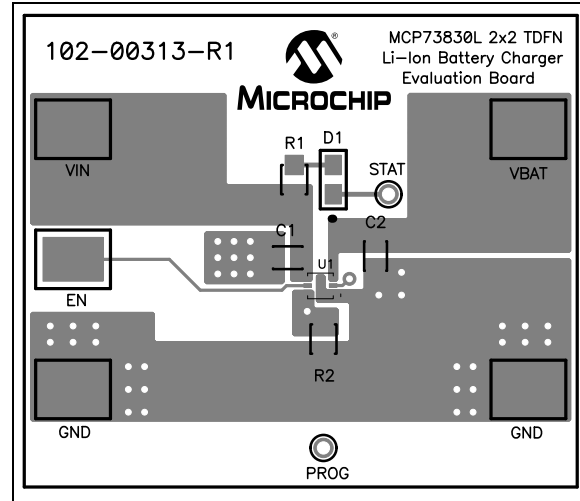 102-00313-R1
MCP73830L 2x2 TDFN
Li-Ion Battery Charger
Evaluation Board
MICROCHIP
R1
D1
VIN
STAT
VBAT
C1
C2
U1
EN
R2
GND
GND
PROG